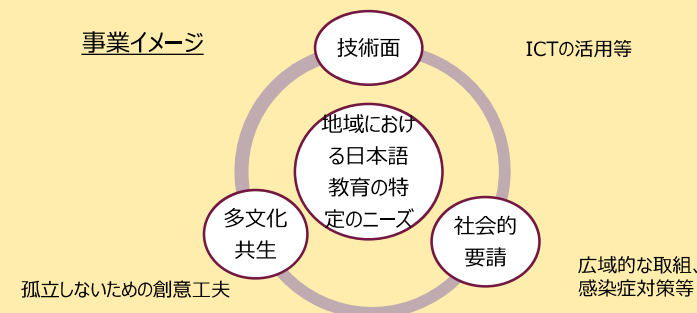 事業イメージ
技術面
ICTの活用等
地域におけ
る日本語
教育の特
定のニーズ
多文化
共生
社会的
要請
孤立しないための創意工夫
広域的な取組、
感染症対策等